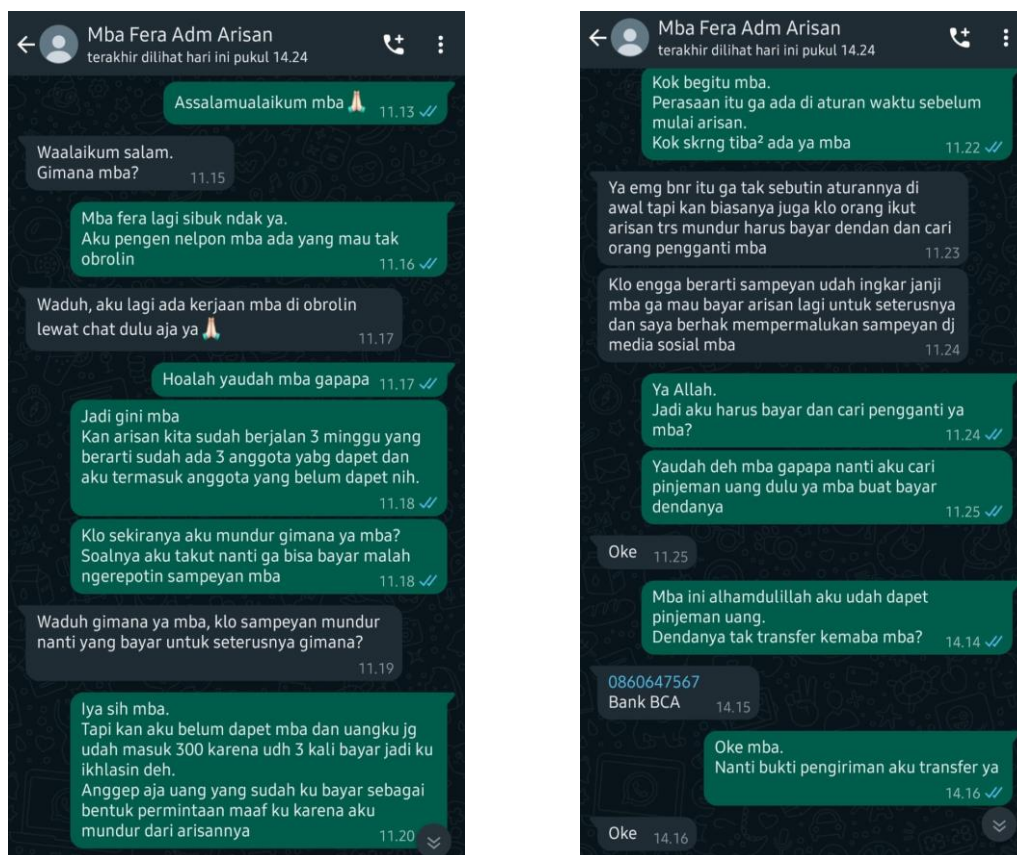 Mba Fera Adm Arisan
terakhir dilihat hari ini pukul 14.24
Assalamualaikum mba🙏🏻
11.13
Waalaikum salam.
Gimana mba?
11.15
Mba fera lagi sibuk ndak ya.
Aku pengen nelpon mba ada yang mau tak
obrolin
11.16
Waduh, aku lagi ada kerjaan mba di obrolin
lewat chat dulu aja ya🙏🏻
11.17
Hoalah yaudah mba gapapa
11.17
Jadi gini mba
Kan arisan kita sudah berjalan 3 minggu yang
berarti sudah ada 3 anggota yabg dapet dan
aku termasuk anggota yang belum dapet nih.
11.18
Klo sekiranya aku mundur gimana ya mba?
Soalnya aku takut nanti ga bisa bayar malah
ngerepotin sampeyan mba
11.18
Waduh gimana ya mba, klo sampeyan mundur
nanti yang bayar untuk seterusnya gimana?
11.19
Iya sih mba.
Tapi kan aku belum dapet mba dan uangku jg
udah masuk 300 karena udh 3 kali bayar jadi ku
ikhlasin deh.
Anggep aja uang yang sudah ku bayar sebagai
bentuk permintaan maaf ku karena aku
mundur dari arisannya
11.20
Mba Fera Adm Arisan
terakhir dilihat hari ini pukul 14.24
Kok begitu mba.
Perasaan itu ga ada di aturan waktu sebelum
mulai arisan.
Kok skrng tiba² ada ya mba
11.22
Ya emg bnr itu ga tak sebutin aturannya di
awal tapi kan biasanya juga klo orang ikut
arisan trs mundur harus bayar dendan dan cari
orang pengganti mba
11.23
Klo engga berarti sampeyan udah ingkar janji
mba ga mau bayar arisan lagi untuk seterusnya
dan saya berhak mempermalukan sampeyan dj
media sosial mba
11.24
Ya Allah.
Jadi aku harus bayar dan cari pengganti ya
mba?
11.24
Yaudah deh mba gapapa nanti aku cari
pinjeman uang dulu ya mba buat bayar
dendanya
11.25
Oke
11.25
Mba ini alhamdulillah aku udah dapet
pinjeman uang.
Dendanya tak transfer kemaba mba?
14.14
0860647567
Bank BCA
14.15
Oke mba.
Nanti bukti pengiriman aku transfer ya
14.16
Oke
14.16